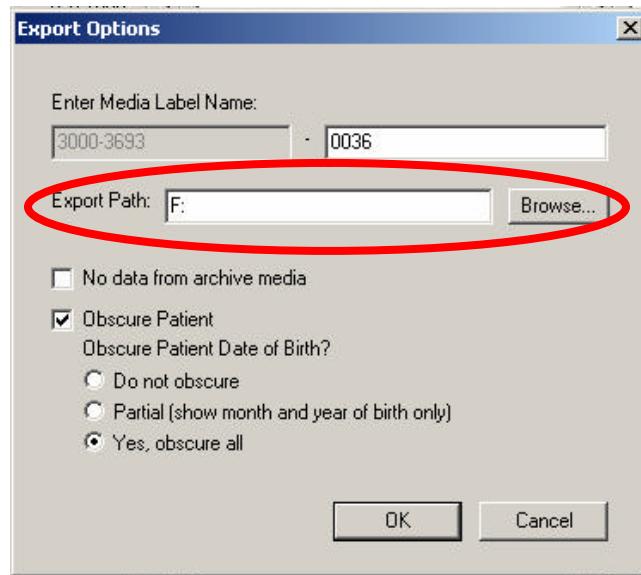 Export Options
Enter Media Label Name:
3000-3693 - 0036
Export Path: F: Browse...
No data from archive media
Obscure Patient
Obscure Patient Date of Birth?
Do not obscure
Partial (show month and year of birth only)
Yes, obscure all
OK Cancel